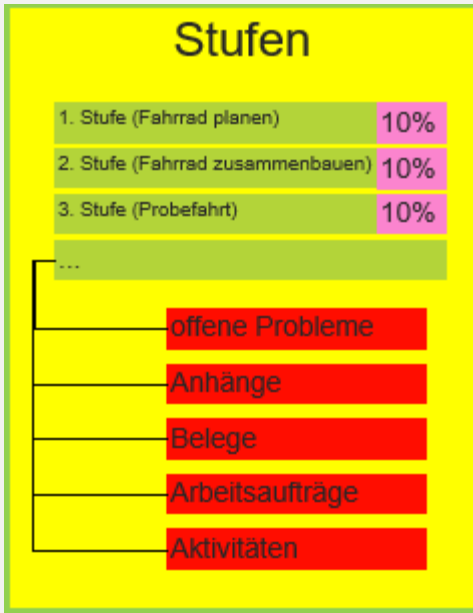 Stufen
1. Stufe (Fahrrad planen) 10%
2. Stufe (Fahrrad zusammenbauen) 10%
3. Stufe (Probefahrt) 10%
...
offene Probleme
Anhänge
Belege
Arbeitsaufträge
Aktivitäten